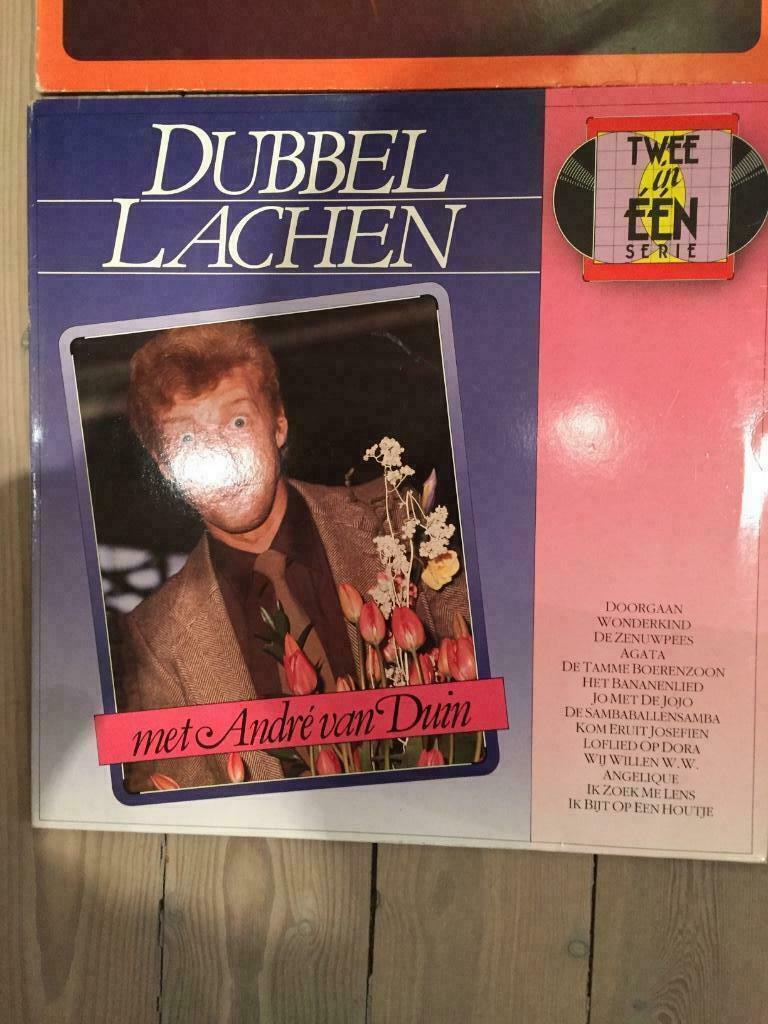 DUBBEL
LACHEN
TWEE
in
ÉÉN
SERIE
met André van Duin
DOORGAAN
WONDERKIND
DE ZENUWPEES
AGATA
DE TAMME BOERENZOON
HET BANANENLIED
JO MET DE JOJO
DE SAMBABALLENSAMBA
KOM ERUIT JOSEFIEN
LOFLIED OP DORA
WIJ WILLEN W.W.
ANGELIQUE
IK ZOEK ME LENS
IK BIJT OP EEN HOUTJE